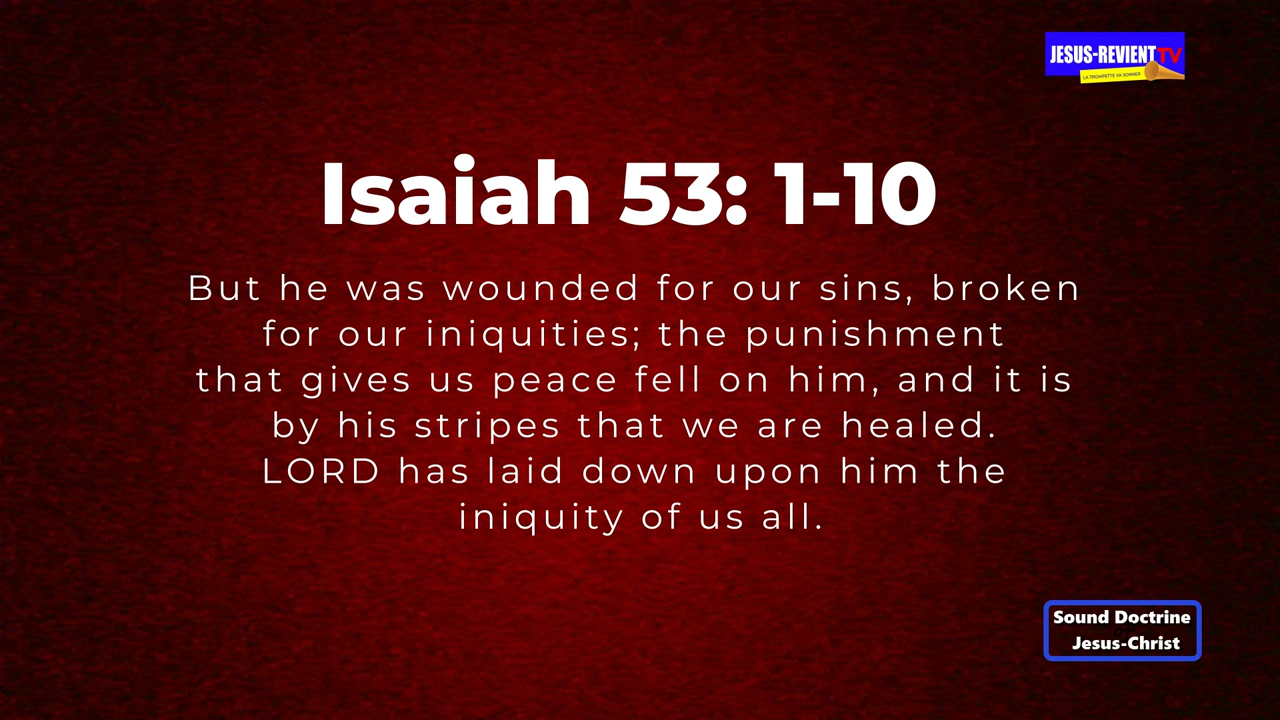 JESUS-REVIENT TV
LA TROMPETTE VA SONNER
Isaiah 53: 1-10
But he was wounded for our sins, broken
for our iniquities; the punishment
that gives us peace fell on him, and it is
by his stripes that we are healed.
LORD has laid down upon him the
iniquity of us all.
Sound Doctrine
Jesus-Christ